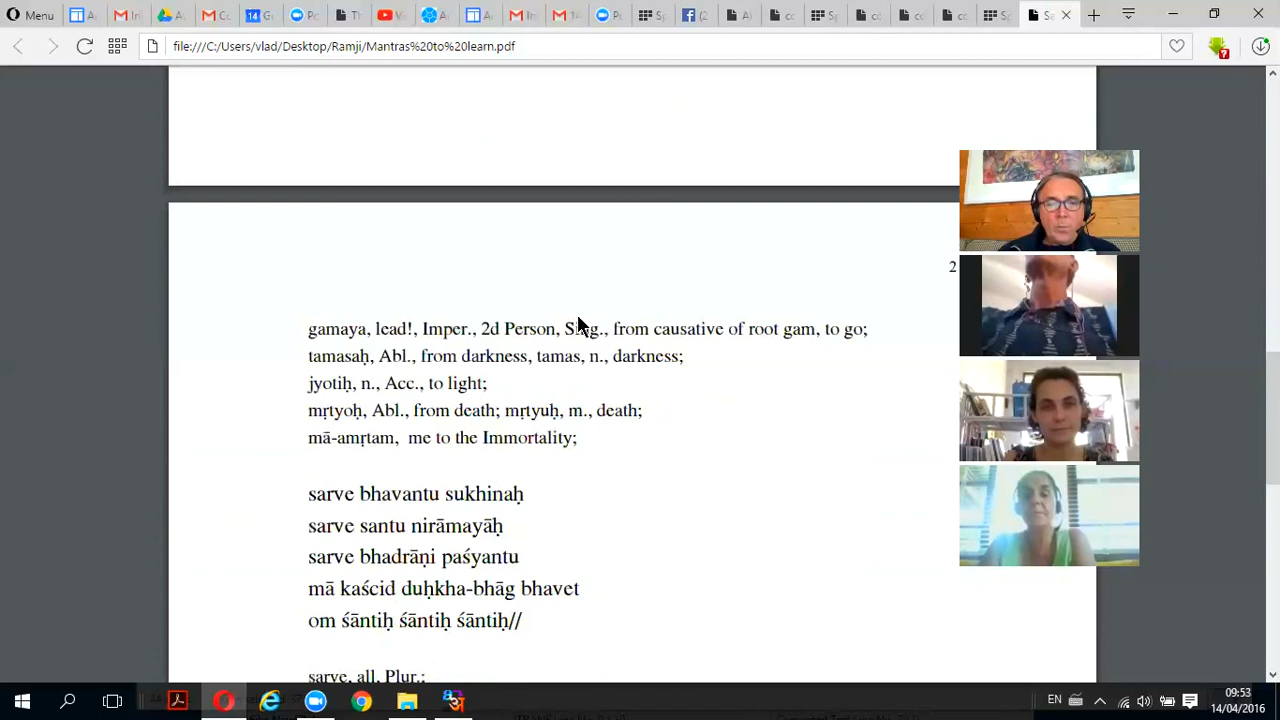 Menu
file:///C:/Users/vlad/Desktop/Ramji/Mantras%20to%20learn.pdf
2
gamaya, lead!, Imper., 2d Person, Sing., from causative of root gam, to go;
tamasaḥ, Abl., from darkness, tamas, n., darkness;
jyotiḥ, n., Acc., to light;
mṛtyoḥ, Abl., from death; mṛtyuḥ, m., death;
mā-amṛtam, me to the Immortality;
sarve bhavantu sukhinaḥ
sarve santu nirāmayāḥ
sarve bhadrāṇi paśyantu
mā kaścid duḥkha-bhāg bhavet
om śāntiḥ śāntiḥ śāntiḥ//
sarve, all, Plur.;
EN
09:53
14/04/2016